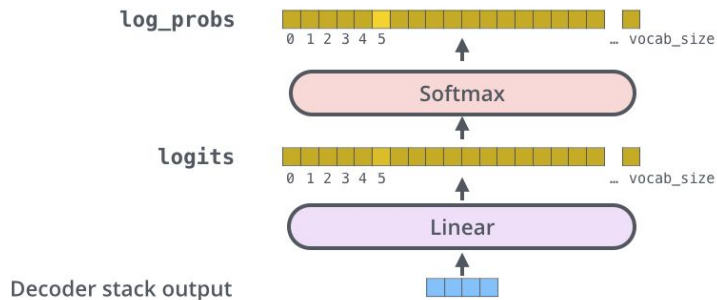 log_probs
0 1 2 3 4 5 … vocab_size
Softmax
logits
0 1 2 3 4 5 … vocab_size
Linear
Decoder stack output